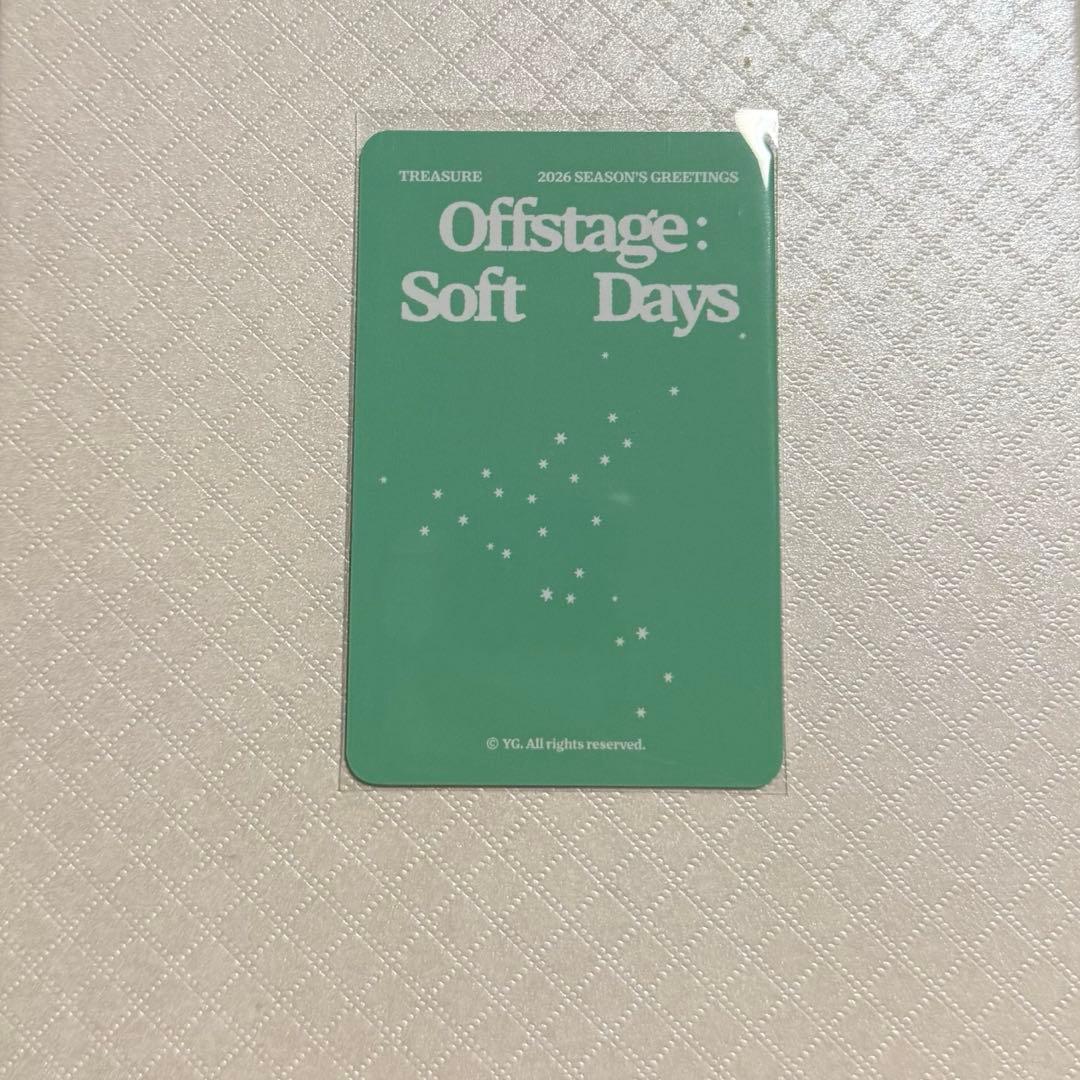 TREASURE 2026 SEASON'S GREETINGS
Offstage:
Soft Days
© YG. All rights reserved.